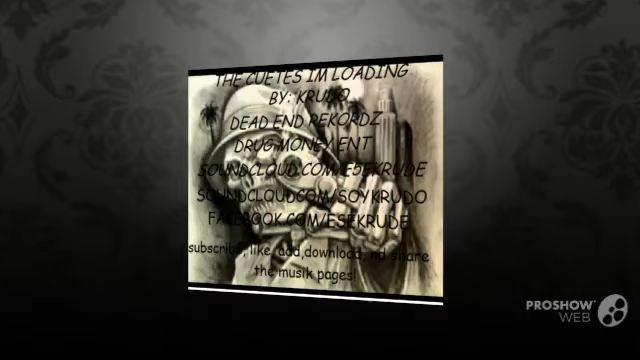 THE CUETES IM LOADING
BY: KRUDO
DEAD END REKORDZ
DRUG MONEY ENT
SOUNDCLOUD.COM/ESEKRUDE
SOUNDCLOUD.COM/SOYKRUDO
FACEBOOK.COM/ESEKRUDE
subscribe, like, add,download, nd share
the musik pages!
PROSHOW
WEB